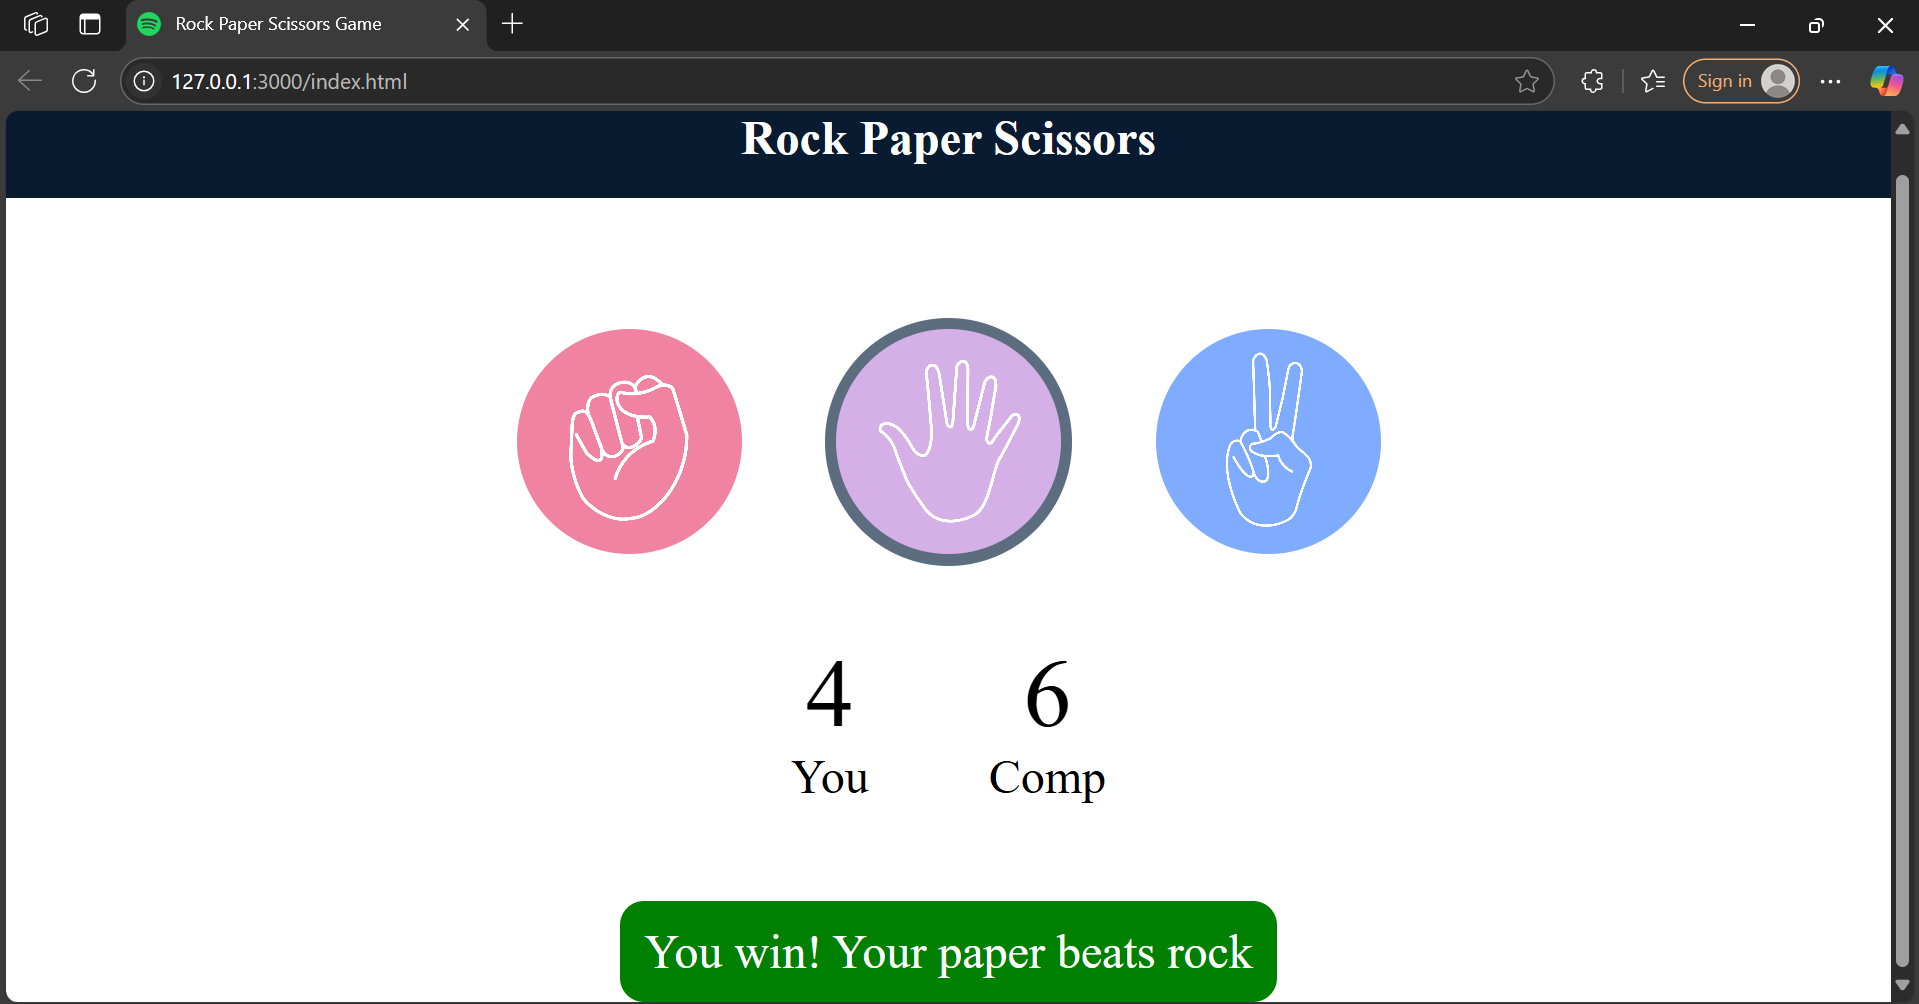 Rock Paper Scissors Game
127.0.0.1:3000/index.html
Sign in
Rock Paper Scissors
4 6
You Comp
You win! Your paper beats rock